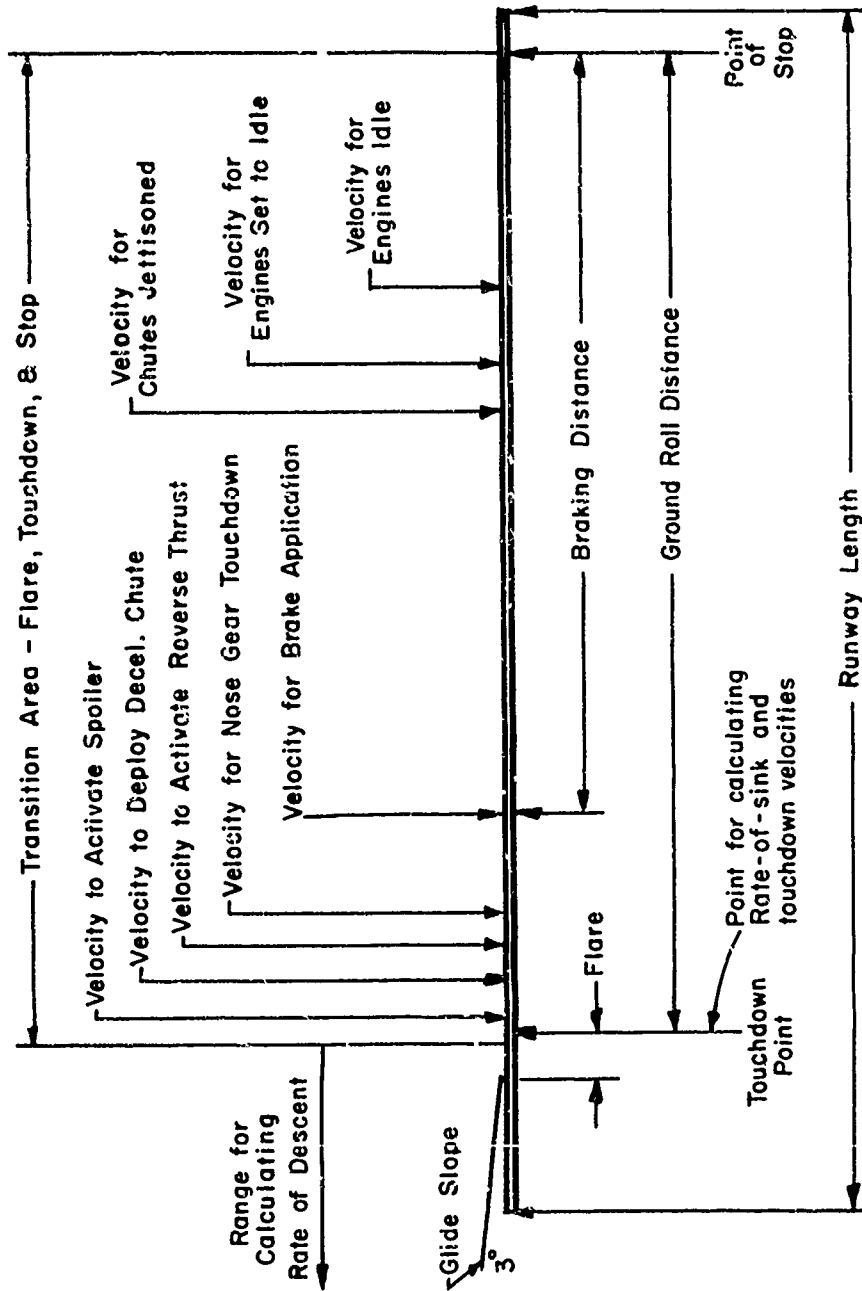 Transition Area - Flare, Touchdown, & Stop
Velocity to Activate Spoiler
Velocity to Deploy Decel. Chute
Velocity to Activate Reverse Thrust
Velocity for Nose Gear Touchdown
Velocity for Brake Application
Velocity for
Chutes Jettisoned
Velocity for
Engines Set to Idle
Velocity for
Engines Idle
Range for
Calculating
Rate of Descent
Glide Slope
3°
Flare
Braking Distance
Ground Roll Distance
Point for calculating
Rate-of-sink and
touchdown velocities
Touchdown
Point
Point
of
Stop
Runway Length